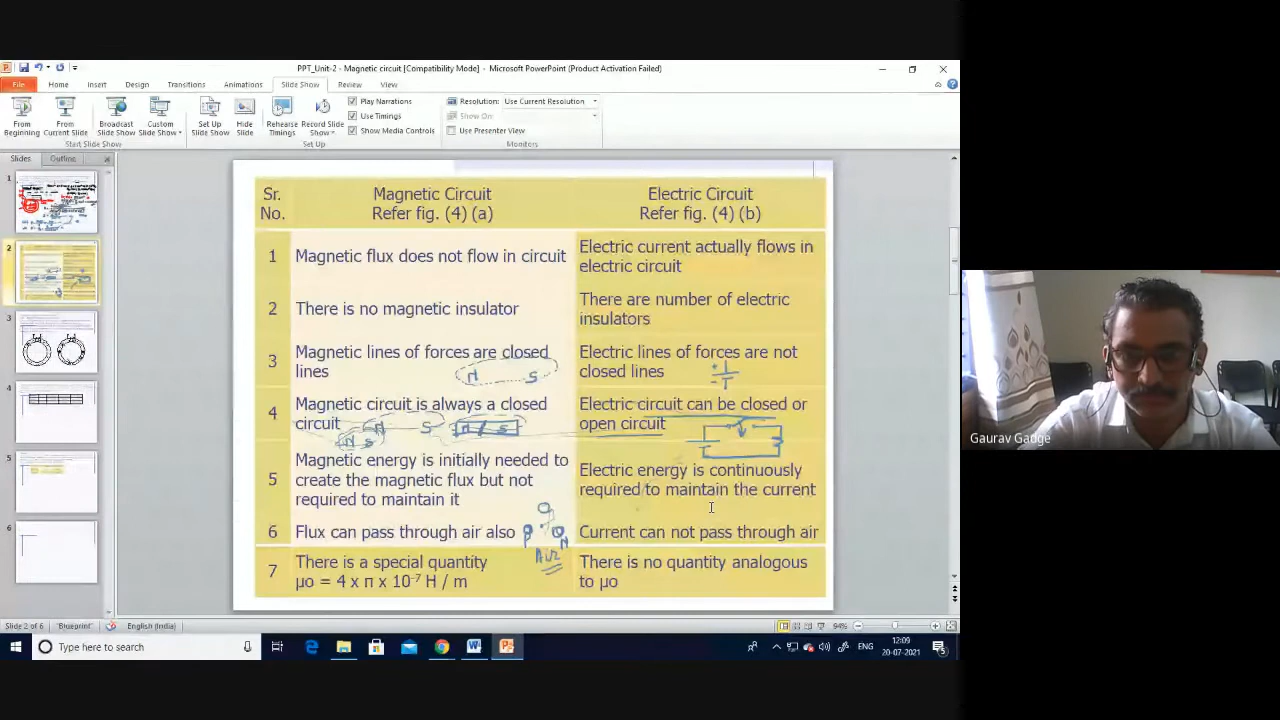 PPT_Unit-2 - Magnetic circuit [Compatibility Mode] - Microsoft PowerPoint (Product Activation Failed)
File Home Insert Design Transitions Animations Slide Show Review View
From Beginning
From Current Slide
Broadcast Slide Show
Custom Slide Show
Start Slide Show
Set Up Slide Show
Hide Slide
Rehearse Timings
Record Slide Show
Play Narrations
Use Timings
Show Media Controls
Set Up
Resolution: Use Current Resolution
Show On:
Use Presenter View
Monitors
Slides Outline
1
2
3
4
5
6
Sr. No.
Magnetic Circuit
Refer fig. (4) (a)
Electric Circuit
Refer fig. (4) (b)
1
Magnetic flux does not flow in circuit
Electric current actually flows in
electric circuit
2
There is no magnetic insulator
There are number of electric
insulators
3
Magnetic lines of forces are closed
lines
N S
Electric lines of forces are not
closed lines
4
Magnetic circuit is always a closed
circuit
Electric circuit can be closed or
open circuit
5
Magnetic energy is initially needed to
create the magnetic flux but not
required to maintain it
Electric energy is continuously
required to maintain the current
6
Flux can pass through air also
Air
Current can not pass through air
7
There is a special quantity
μo = 4 x π x 10⁻⁷ H / m
There is no quantity analogous
to μo
Gaurav Gadge
Slide 2 of 6 "Blueprint" English (India) 94%
Type here to search
ENG
12:09
20-07-2021
5